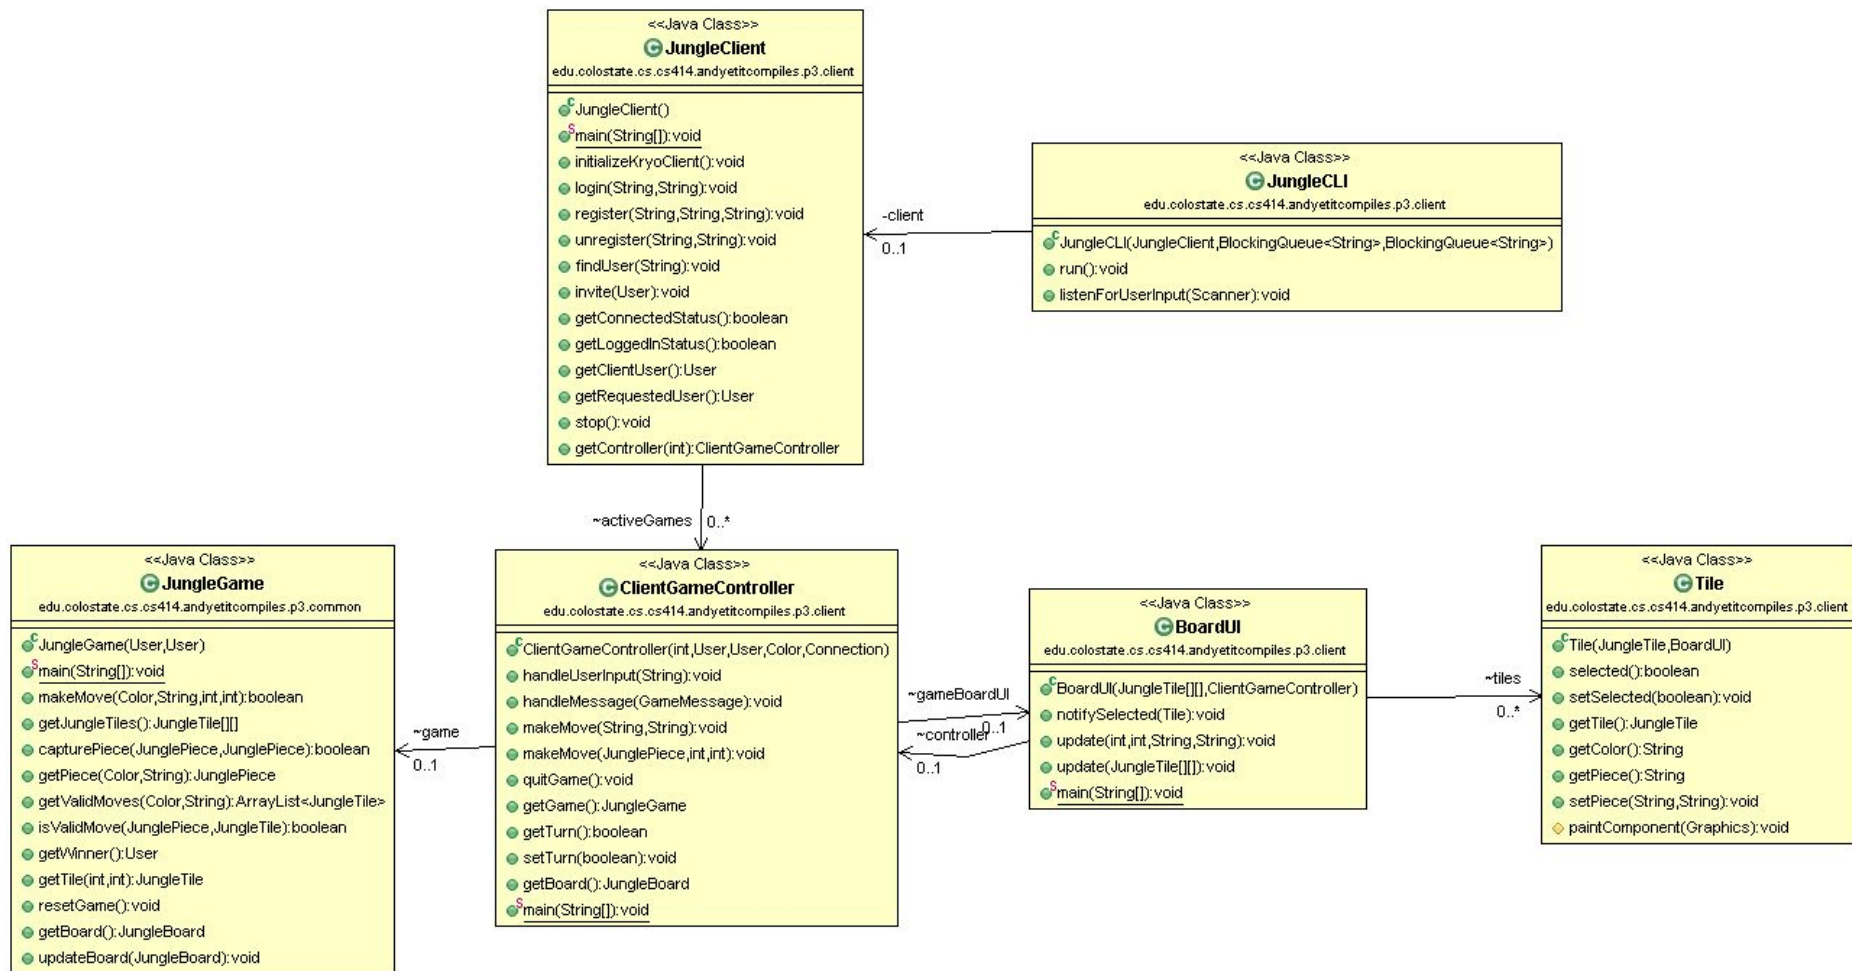 <<Java Class>>
JungleClient
edu.colostate.cs.cs414.andyetitcompiles.p3.client
JungleClient()
main(String[]):void
initializeKryoClient():void
login(String,String):void
register(String,String,String):void
unregister(String,String):void
findUser(String):void
invite(User):void
getConnectedStatus():boolean
getLoggedInStatus():boolean
getClientUser():User
getRequestedUser():User
stop():void
getController(int):ClientGameController
-client
0..1
<<Java Class>>
JungleCLI
edu.colostate.cs.cs414.andyetitcompiles.p3.client
JungleCLI(JungleClient,BlockingQueue<String>,BlockingQueue<String>)
run():void
listenForUserInput(Scanner):void
~activeGames
0..*
<<Java Class>>
JungleGame
edu.colostate.cs.cs414.andyetitcompiles.p3.common
JungleGame(User,User)
main(String[]):void
makeMove(Color,String,int,int):boolean
getJungleTiles():JungleTile[][]
capturePiece(JunglePiece,JunglePiece):boolean
getPiece(Color,String):JunglePiece
getValidMoves(Color,String):ArrayList<JungleTile>
isValidMove(JunglePiece,JungleTile):boolean
getWinner():User
getTile(int,int):JungleTile
resetGame():void
getBoard():JungleBoard
updateBoard(JungleBoard):void
~game
0..1
<<Java Class>>
ClientGameController
edu.colostate.cs.cs414.andyetitcompiles.p3.client
ClientGameController(int,User,User,Color,Connection)
handleUserInput(String):void
handleMessage(GameMessage):void
makeMove(String,String):void
makeMove(JunglePiece,int,int):void
quitGame():void
getGame():JungleGame
getTurn():boolean
setTurn(boolean):void
getBoard():JungleBoard
main(String[]):void
~gameBoardUI
0..1
~controller
0..1
<<Java Class>>
BoardUI
edu.colostate.cs.cs414.andyetitcompiles.p3.client
BoardUI(JungleTile[][],ClientGameController)
notifySelected(Tile):void
update(int,int,String,String):void
update(JungleTile[][]):void
main(String[]):void
~tiles
0..*
<<Java Class>>
Tile
edu.colostate.cs.cs414.andyetitcompiles.p3.client
Tile(JungleTile,BoardUI)
selected():boolean
setSelected(boolean):void
getTile():JungleTile
getColor():String
getPiece():String
setPiece(String,String):void
paintComponent(Graphics):void